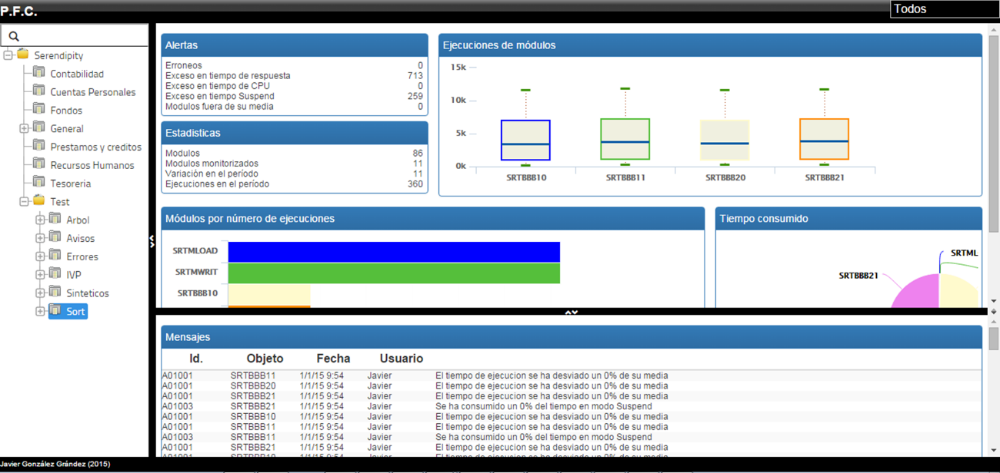 P.F.C.
Todos
Serendipity
Contabilidad
Cuentas Personales
Fondos
General
Prestamos y creditos
Recursos Humanos
Tesoreria
Test
Arbol
Avisos
Errores
IVP
Sinteticos
Sort
Alertas
Erroneos 0
Exceso en tiempo de respuesta 713
Exceso en tiempo de CPU 0
Exceso en tiempo Suspend 259
Modulos fuera de su media 0
Estadisticas
Modulos 86
Modulos monitorizados 11
Variación en el período 11
Ejecuciones en el período 360
Ejecuciones de módulos
15k
10k
5k
0k
SRTBBB10 SRTBBB11 SRTBBB20 SRTBBB21
Módulos por número de ejecuciones
SRTMLOAD
SRTMWRIT
SRTBBB10
Tiempo consumido
SRTML
SRTBBB21
Mensajes
Id. Objeto Fecha Usuario
A01001 SRTBBB11 1/1/15 9:54 Javier El tiempo de ejecucion se ha desviado un 0% de su media
A01001 SRTBBB20 1/1/15 9:54 Javier El tiempo de ejecucion se ha desviado un 0% de su media
A01001 SRTBBB21 1/1/15 9:54 Javier El tiempo de ejecucion se ha desviado un 0% de su media
A01003 SRTBBB21 1/1/15 9:54 Javier Se ha consumido un 0% del tiempo en modo Suspend
A01001 SRTBBB10 1/1/15 9:54 Javier El tiempo de ejecucion se ha desviado un 0% de su media
A01001 SRTBBB11 1/1/15 9:54 Javier El tiempo de ejecucion se ha desviado un 0% de su media
A01003 SRTBBB11 1/1/15 9:54 Javier Se ha consumido un 0% del tiempo en modo Suspend
A01001 SRTBBB21 1/1/15 9:54 Javier El tiempo de ejecucion se ha desviado un 0% de su media
Javier González Grández (2015)